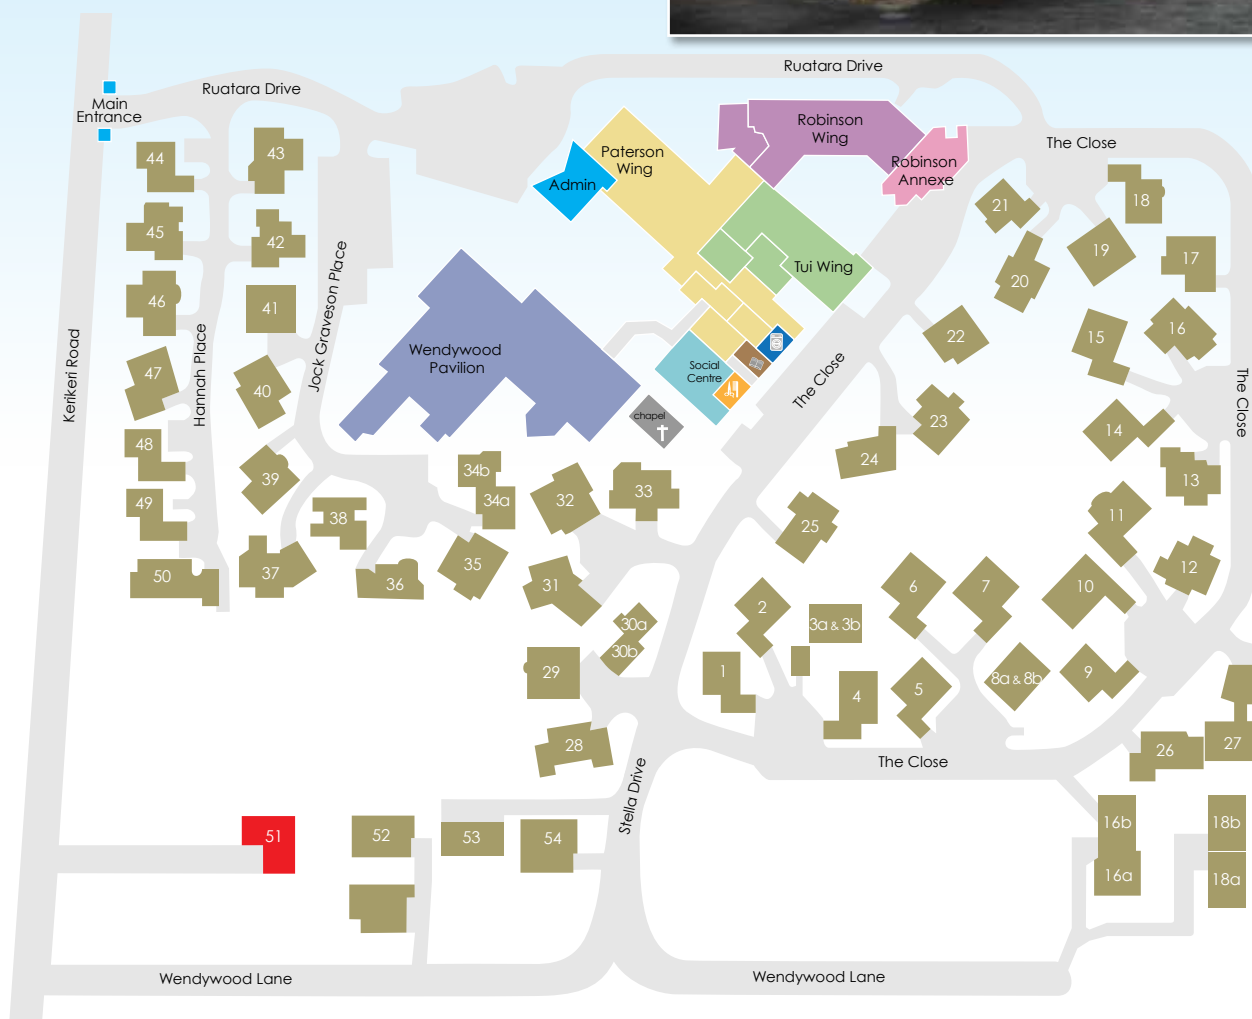 Ruatara Drive
Ruatara Drive
Main
Entrance
The Close
Robinson
Wing
Robinson
Annexe
Paterson
Wing
Admin
Tui Wing
Wendywood
Pavilion
Social
Centre
chapel
The Close
The Close
Kerikeri Road
Hannah Place
Jock Graveson Place
44
43
45
42
46
41
47
40
48
39
49
38
50
37
36
35
34b
34a
32
33
31
30a
30b
29
28
21
18
19
17
20
22
15
16
23
14
24
13
25
11
12
2
3a & 3b
6
7
10
1
4
5
8a & 8b
9
26
27
The Close
Stella Drive
51
52
53
54
16b
16a
18b
18a
Wendywood Lane
Wendywood Lane